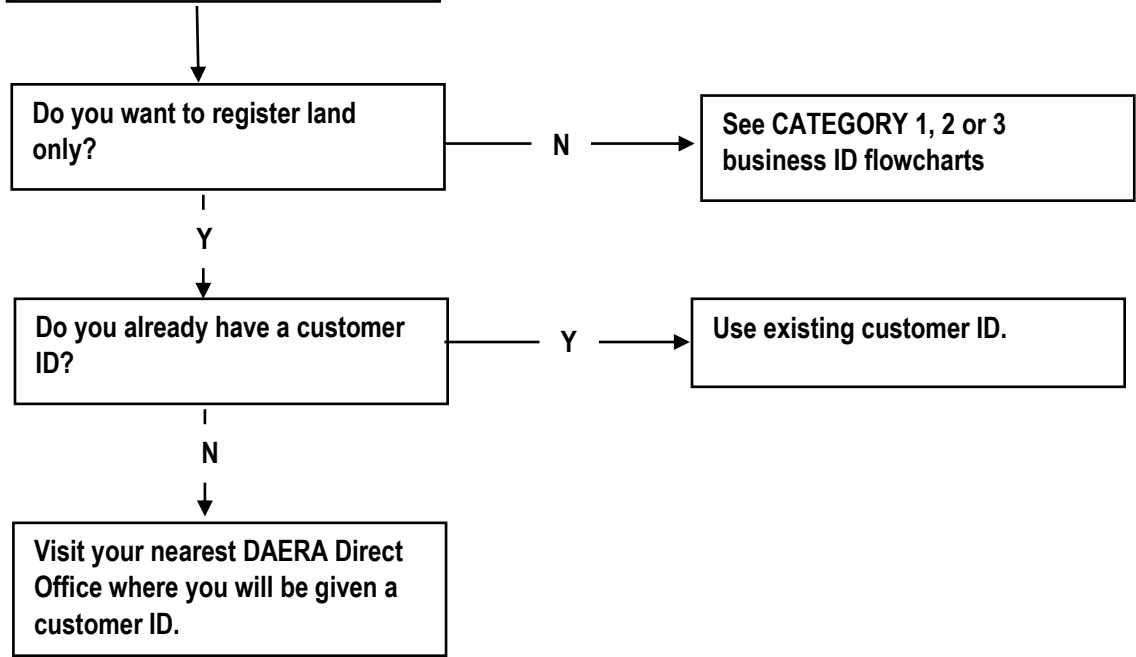 Do you want to register land
only?
N
See CATEGORY 1, 2 or 3
business ID flowcharts
Y
Do you already have a customer
ID?
Y
Use existing customer ID.
N
Visit your nearest DAERA Direct
Office where you will be given a
customer ID.